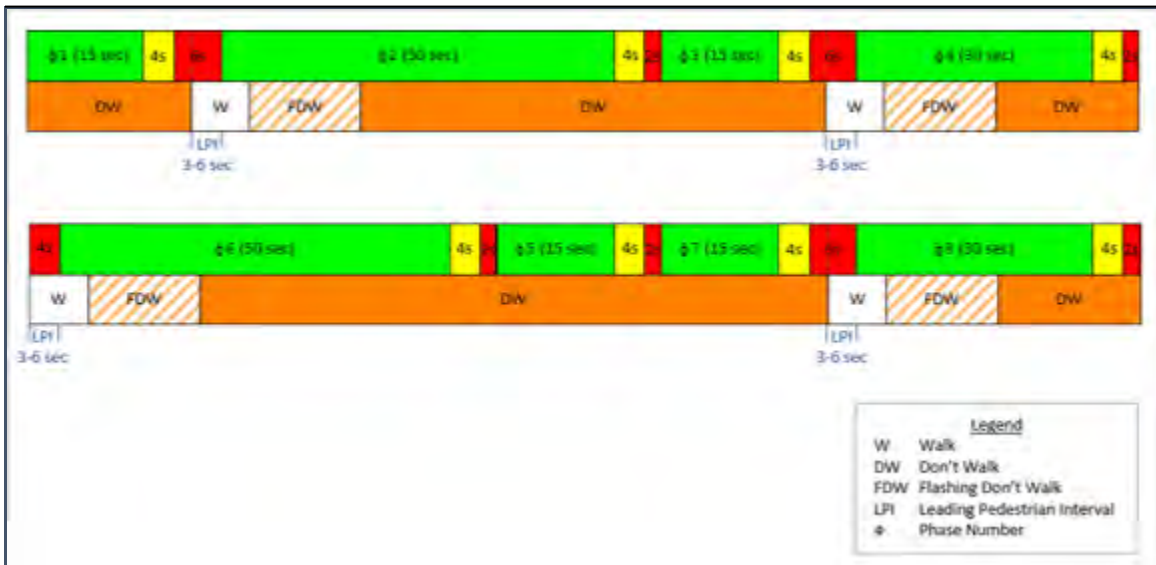 ϕ1 (15 sec) 4s 6s ϕ2 (50 sec) 4s 2s ϕ3 (15 sec) 4s 6s ϕ4 (30 sec) 4s 2s
DW W FDW DW W FDW DW
LPI LPI
3-6 sec 3-6 sec
4s ϕ6 (50 sec) 4s ϕ5 (15 sec) 4s 2s ϕ7 (15 sec) 4s 6s ϕ8 (30 sec) 4s 2s
W FDW DW W FDW DW
LPI LPI
3-6 sec 3-6 sec
Legend
W Walk
DW Don't Walk
FDW Flashing Don't Walk
LPI Leading Pedestrian Interval
ϕ Phase Number